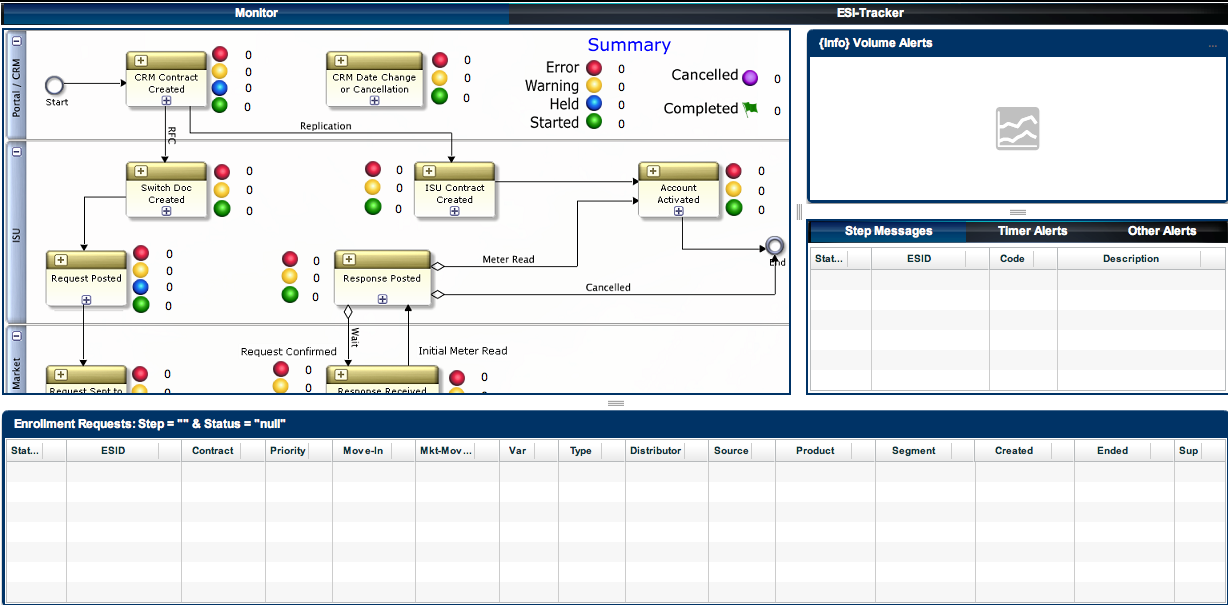 Monitor
ESI-Tracker
Portal / CRM
Start
CRM Contract
Created
0
0
0
0
CRM Date Change
or Cancellation
0
0
0
Summary
Error 0
Warning 0
Held 0
Started 0
Cancelled 0
Completed 0
RFC
Replication
ISU
Switch Doc
Created
0
0
0
0
0
0
ISU Contract
Created
Account
Activated
0
0
0
Request Posted
0
0
0
0
0
0
0
Response Posted
Meter Read
Cancelled
End
Wait
Request Confirmed
Initial Meter Read
Market
Request Sent to
0
0
0
0
Response Received
0
{Info} Volume Alerts
...
Step Messages
Timer Alerts
Other Alerts
Stat...
ESID
Code
Description
Enrollment Requests: Step = "" & Status = "null"
Stat...
ESID
Contract
Priority
Move-In
Mkt-Mov...
Var
Type
Distributor
Source
Product
Segment
Created
Ended
Sup